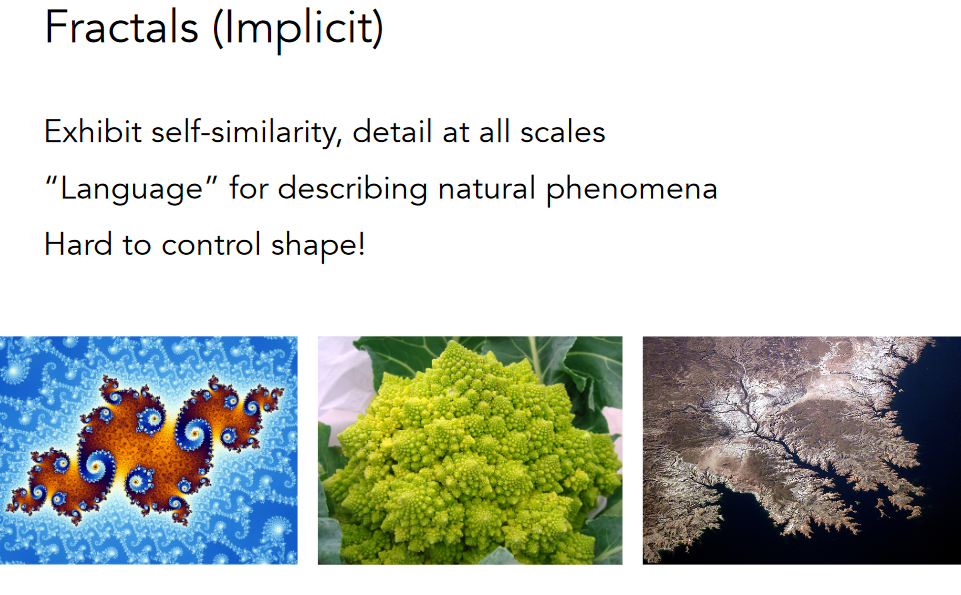 Fractals (Implicit)
Exhibit self-similarity, detail at all scales
“Language” for describing natural phenomena
Hard to control shape!